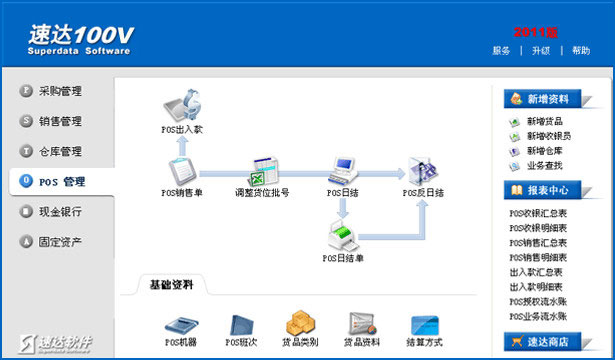 速达100V
Superdata Software
2011版
服务 | 升级 | 帮助
P 采购管理
S 销售管理
T 仓库管理
O POS 管理
现金银行
A 固定资产
POS出入款
POS销售单
调整货位批号
POS日结
POS反日结
POS日结单
基础资料
POS机器
POS班次
货品类别
货品资料
结算方式
新增资料
新增货品
新增收银员
新增仓库
业务查找
报表中心
POS收银汇总表
POS收银明细表
POS销售汇总表
POS销售明细表
出入款汇总表
出入款明细表
POS授权流水账
POS业务流水账
速达商店
速达软件
Superdata Software